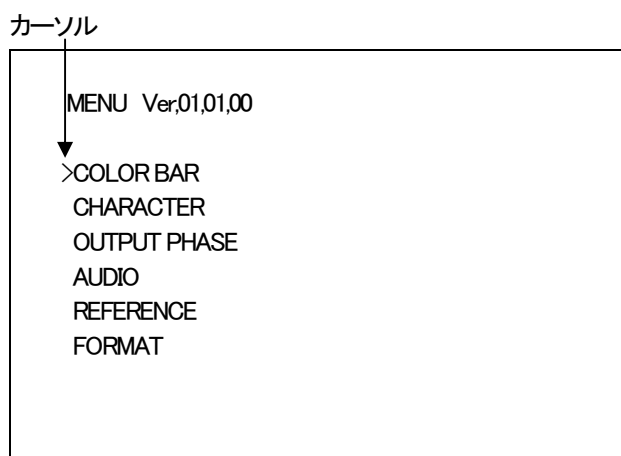 カーソル
MENU Ver,01,01,00
>COLOR BAR
CHARACTER
OUTPUT PHASE
AUDIO
REFERENCE
FORMAT